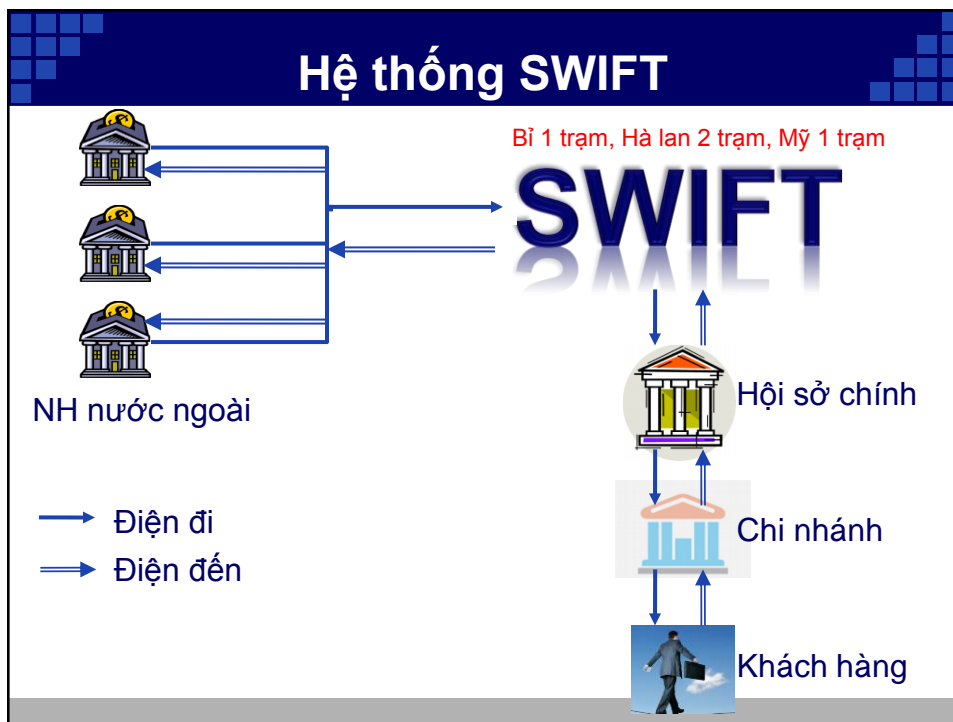 Hệ thống SWIFT
Bỉ 1 trạm, Hà lan 2 trạm, Mỹ 1 trạm
SWIFT
NH nước ngoài
Hội sở chính
Điện đi
Chi nhánh
Điện đến
Khách hàng